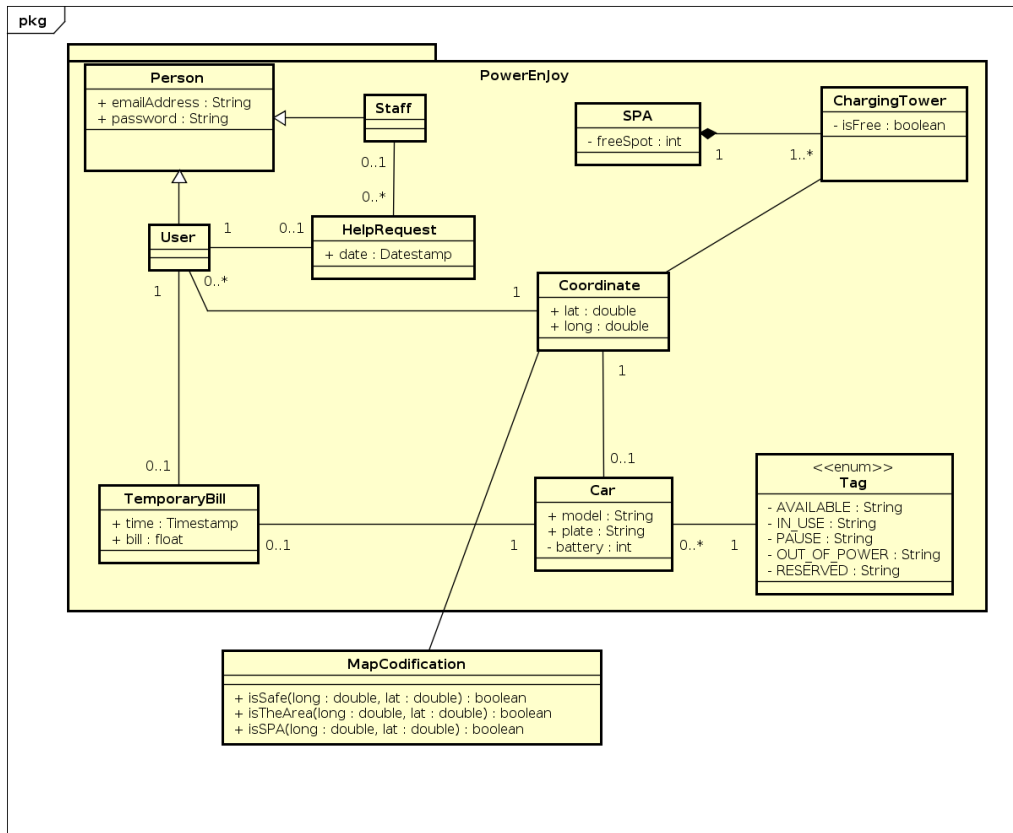 pkg
PowerEnJoy
Person
+ emailAddress : String
+ password : String
Staff
SPA
- freeSpot : int
ChargingTower
- isFree : boolean
1
1..*
0..1
0..*
User
1
0..1
HelpRequest
+ date : Datestamp
0..*
1
1
Coordinate
+ lat : double
+ long : double
1
0..1
0..1
TemporaryBill
+ time : Timestamp
+ bill : float
0..1
1
Car
+ model : String
+ plate : String
- battery : int
0..*
1
<<enum>>
Tag
- AVAILABLE : String
- IN_USE : String
- PAUSE : String
- OUT_OF_POWER : String
- RESERVED : String
MapCodification
+ isSafe(long : double, lat : double) : boolean
+ isTheArea(long : double, lat : double) : boolean
+ isSPA(long : double, lat : double) : boolean